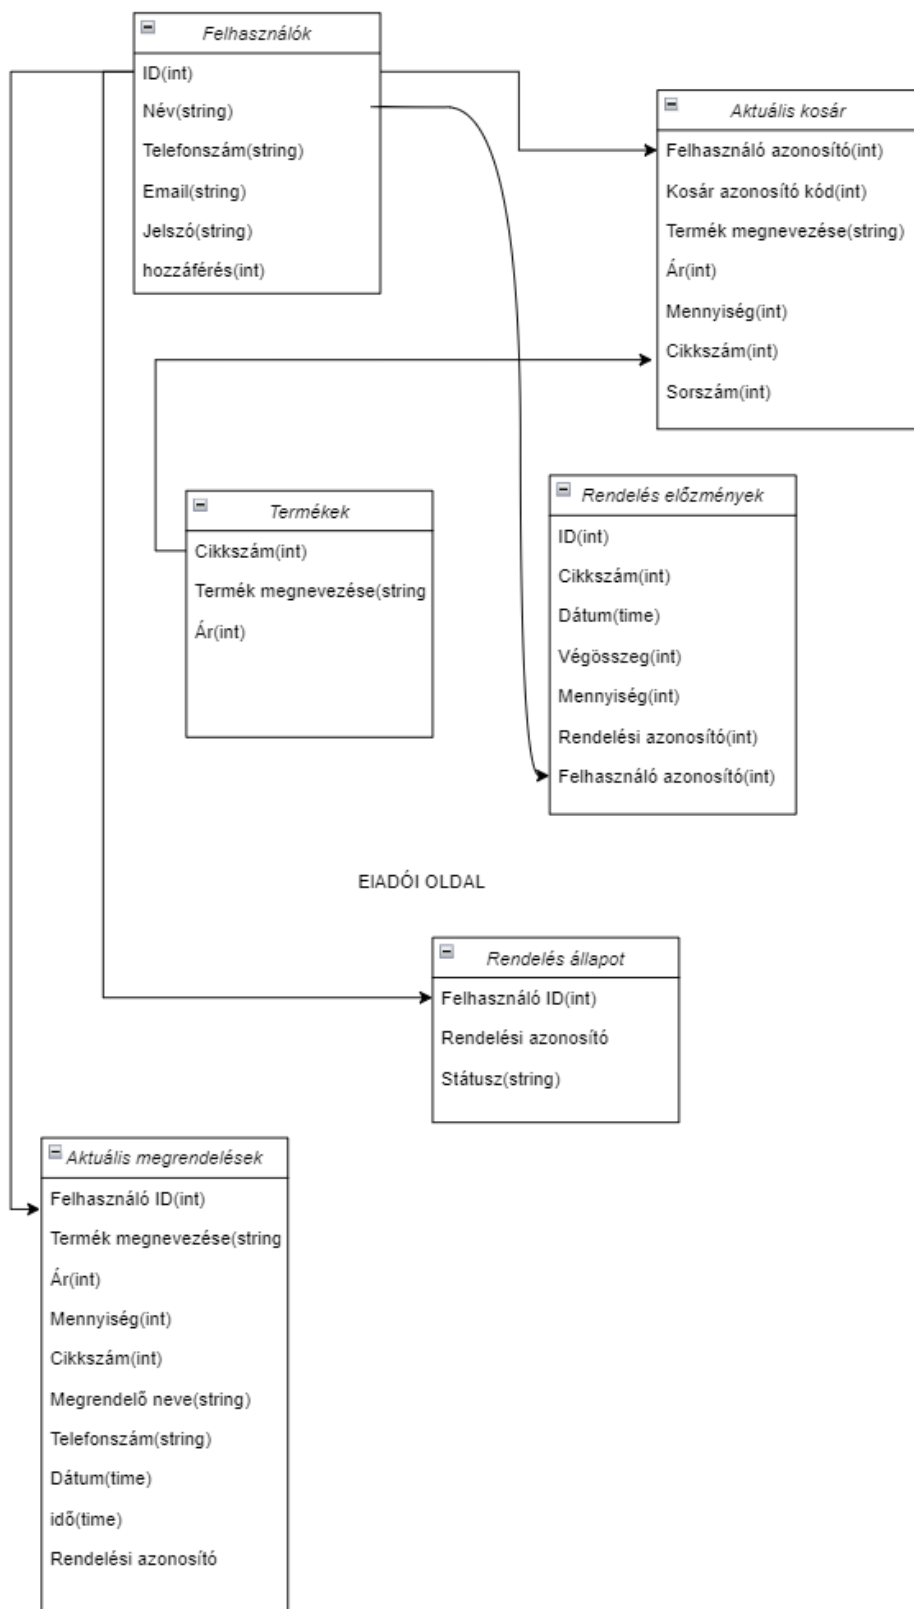 Felhasználók
ID(int)
Név(string)
Telefonszám(string)
Email(string)
Jelszó(string)
hozzáférés(int)
Aktuális kosár
Felhasználó azonosító(int)
Kosár azonosító kód(int)
Termék megnevezése(string)
Ár(int)
Mennyiség(int)
Cikkszám(int)
Sorszám(int)
Termékek
Cikkszám(int)
Termék megnevezése(string
Ár(int)
Rendelés előzmények
ID(int)
Cikkszám(int)
Dátum(time)
Végösszeg(int)
Mennyiség(int)
Rendelési azonosító(int)
Felhasználó azonosító(int)
ElADÓI OLDAL
Rendelés állapot
Felhasználó ID(int)
Rendelési azonosító
Státusz(string)
Aktuális megrendelések
Felhasználó ID(int)
Termék megnevezése(string
Ár(int)
Mennyiség(int)
Cikkszám(int)
Megrendelő neve(string)
Telefonszám(string)
Dátum(time)
idő(time)
Rendelési azonosító